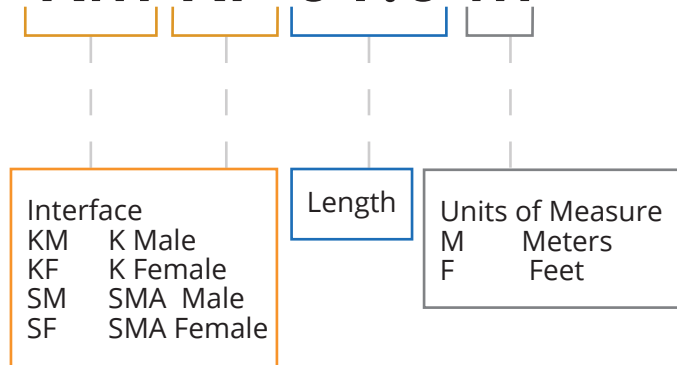 Interface
KM K Male
KF K Female
SM SMA Male
SF SMA Female
Length
Units of Measure
M Meters
F Feet